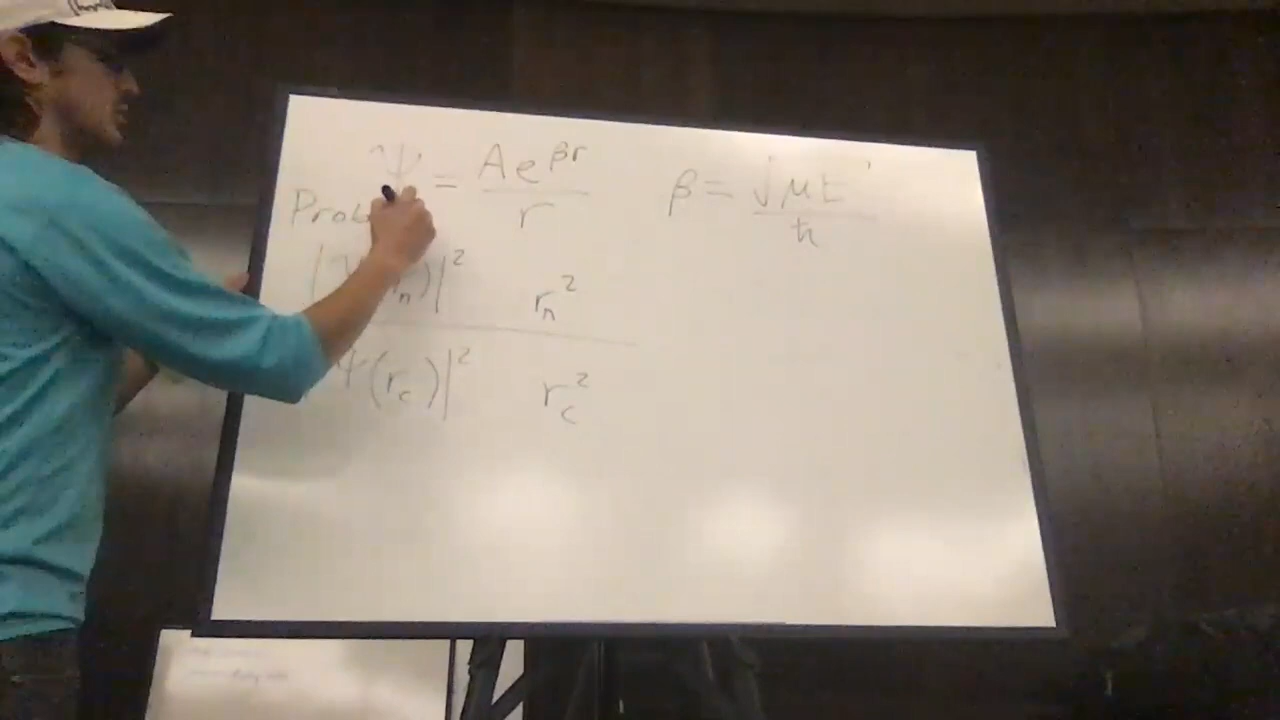 ψ = Ae^βr / r
β = √μE / ħ
Prob
|ψ(r_n)|² r_n²
ψ(r_c)|² r_c²